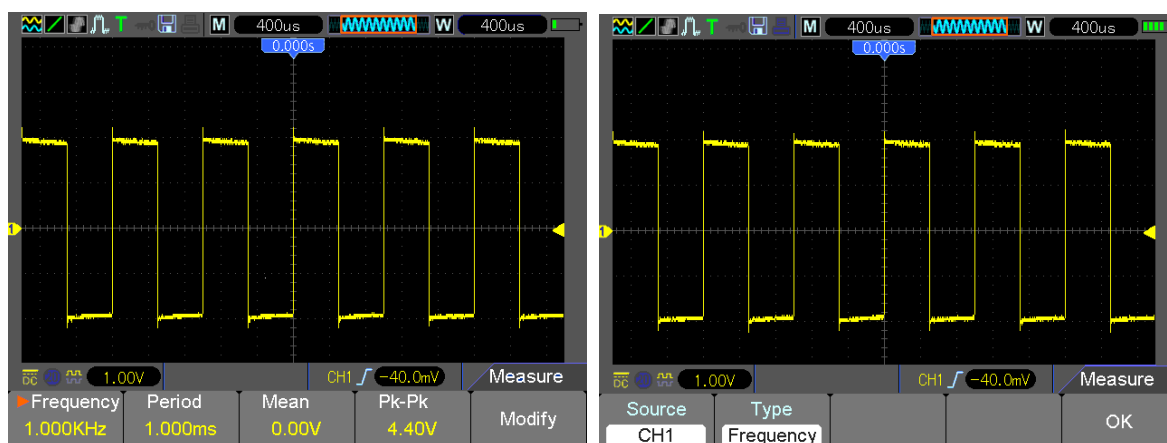 T M 400us W 400us
0.000s
1
DC 1.00V CH1 -40.0mV Measure
Frequency Period Mean Pk-Pk Modify
1.000KHz 1.000ms 0.00V 4.40V
T M 400us W 400us
0.000s
1
DC 1.00V CH1 -40.0mV Measure
Source Type OK
CH1 Frequency